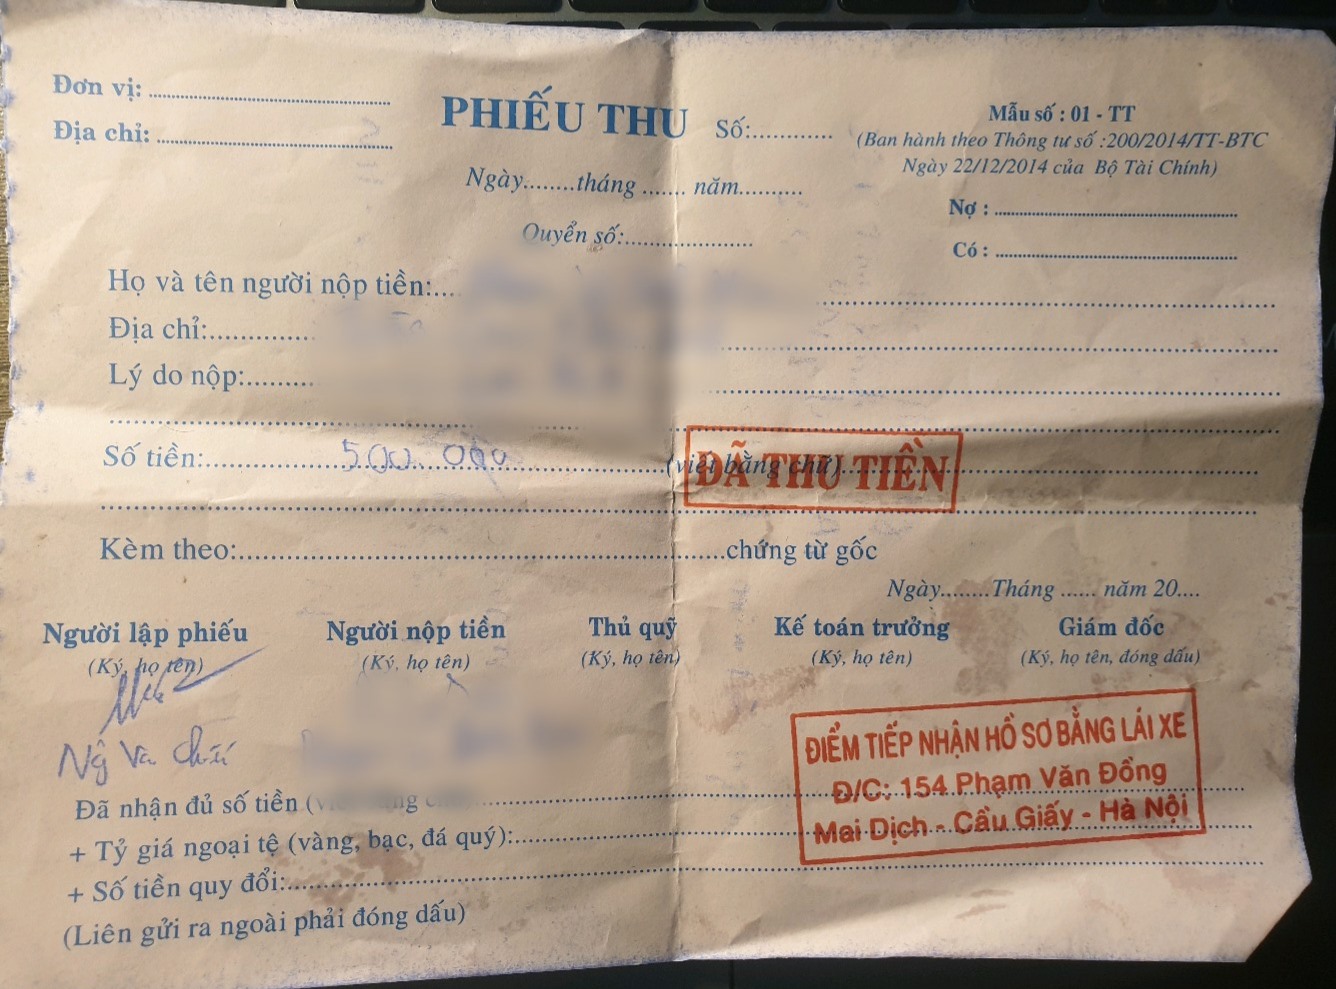 Đơn vị: ........................................
PHIẾU THU
Số:............
Mẫu số : 01 - TT
Địa chỉ: ........................................
(Ban hành theo Thông tư số :200/2014/TT-BTC
Ngày 22/12/2014 của Bộ Tài Chính)
Ngày........tháng ....... năm..........
Nợ : ........................................
Quyển số:....................
Có : ........................................
Họ và tên người nộp tiền:....
Địa chỉ:................
Lý do nộp:..........
Số tiền:.................... 500.000 .................... (viết bằng chữ)....................
ĐÃ THU TIỀN
Kèm theo:............................................................chứng từ gốc
Ngày........Tháng ...... năm 20....
Người lập phiếu Người nộp tiền Thủ quỹ Kế toán trưởng Giám đốc
(Ký, họ tên) (Ký, họ tên) (Ký, họ tên) (Ký, họ tên) (Ký, họ tên, đóng dấu)
ĐIỂM TIẾP NHẬN HỒ SƠ BẰNG LÁI XE
Đ/C: 154 Phạm Văn Đồng
Mai Dịch - Cầu Giấy - Hà Nội
Đã nhận đủ số tiền (viết bằng chữ)........................................
+ Tỷ giá ngoại tệ (vàng, bạc, đá quý):........................................
+ Số tiền quy đổi:........................................
(Liên gửi ra ngoài phải đóng dấu)